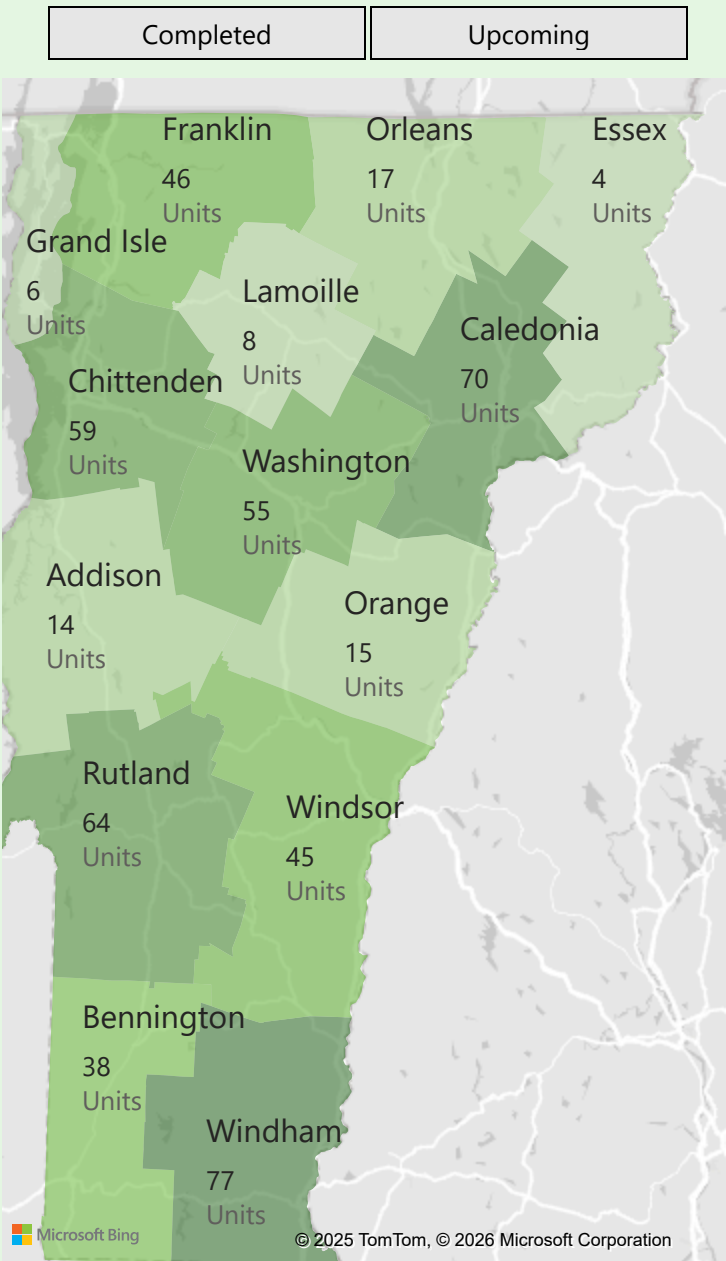 Completed
Upcoming
Franklin
46
Units
Orleans
17
Units
Essex
4
Units
Grand Isle
6
Units
Lamoille
8
Units
Caledonia
70
Units
Chittenden
59
Units
Washington
55
Units
Addison
14
Units
Orange
15
Units
Rutland
64
Units
Windsor
45
Units
Bennington
38
Units
Windham
77
Units
Microsoft Bing
© 2025 TomTom, © 2026 Microsoft Corporation